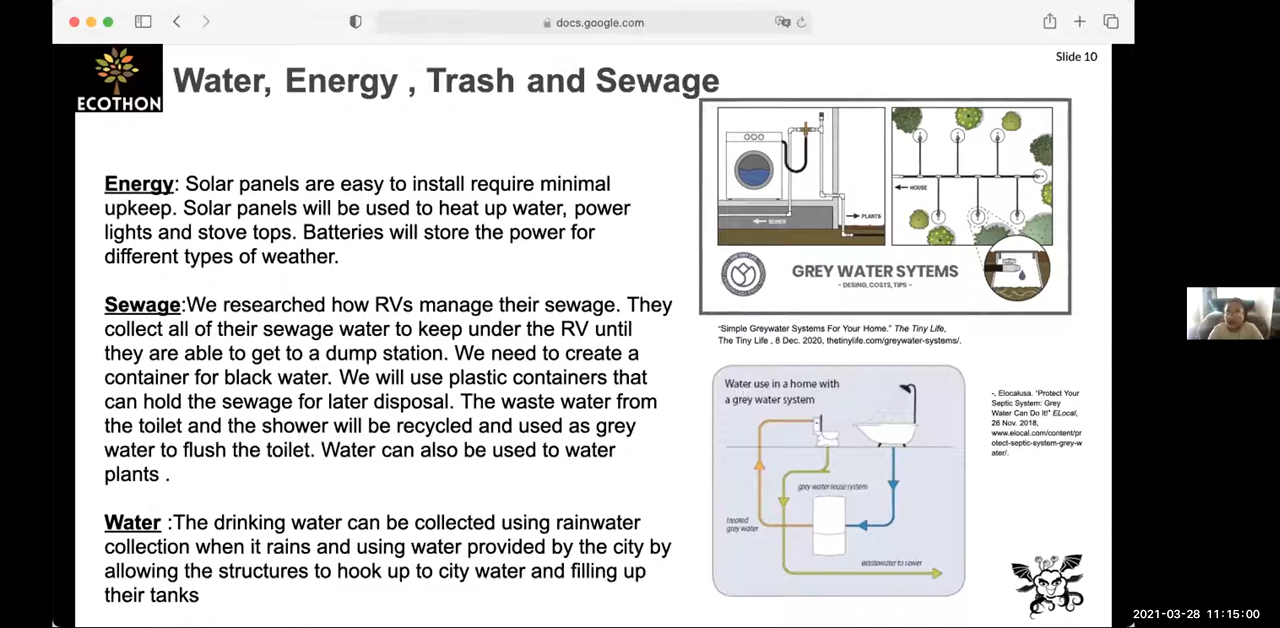 docs.google.com
Slide 10
ECOTHON
Water, Energy , Trash and Sewage
Energy: Solar panels are easy to install require minimal
upkeep. Solar panels will be used to heat up water, power
lights and stove tops. Batteries will store the power for
different types of weather.
Sewage:We researched how RVs manage their sewage. They
collect all of their sewage water to keep under the RV until
they are able to get to a dump station. We need to create a
container for black water. We will use plastic containers that
can hold the sewage for later disposal. The waste water from
the toilet and the shower will be recycled and used as grey
water to flush the toilet. Water can also be used to water
plants .
Water :The drinking water can be collected using rainwater
collection when it rains and using water provided by the city by
allowing the structures to hook up to city water and filling up
their tanks
SEWER
PLANTS
HOUSE
GREY WATER SYTEMS
- DESING, COSTS, TIPS -
"Simple Greywater Systems For Your Home." The Tiny Life,
The Tiny Life , 8 Dec. 2020, thetinylife.com/greywater-systems/.
Water use in a home with
a grey water system
grey water reuse system
treated
grey water
wastewater to sewer
-, Elocalusa. "Protect Your
Septic System: Grey
Water Can Do It!" ELocal,
26 Nov. 2018,
www.elocal.com/content/pr
otect-septic-system-grey-w
ater/.
2021-03-28 11:15:00